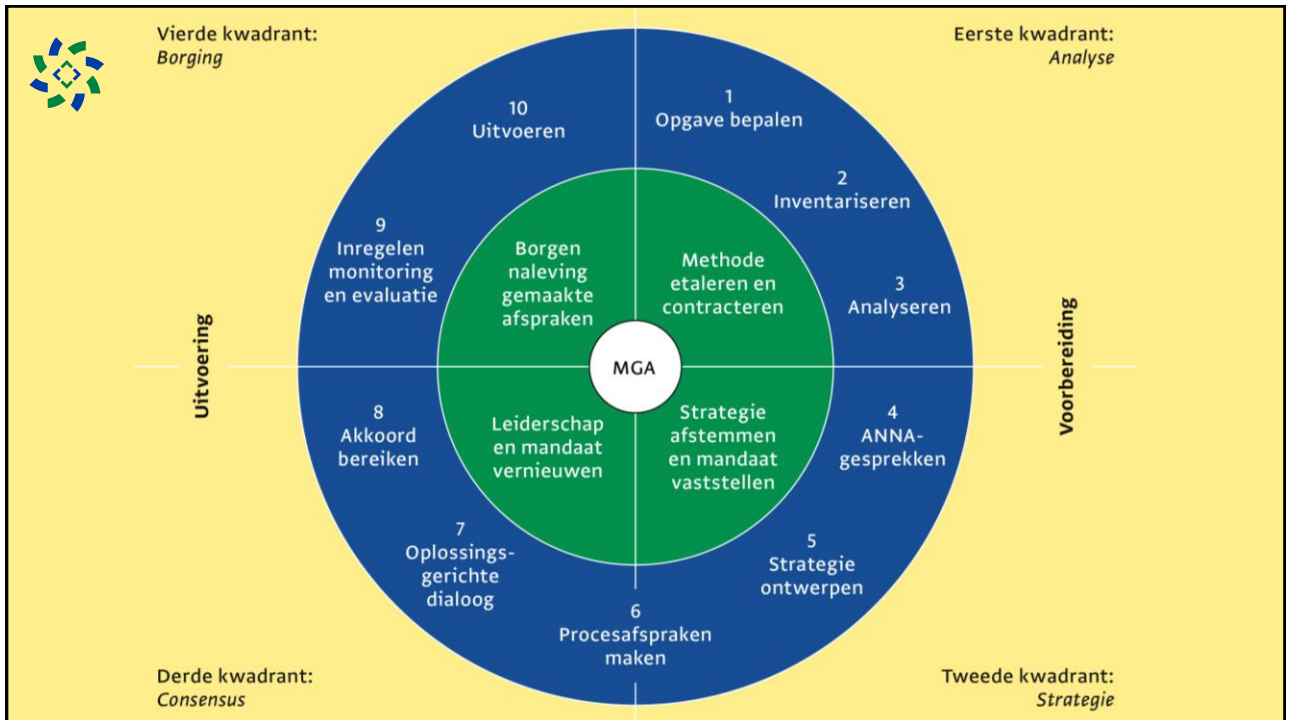 Vierde kwadrant:
Borging
Eerste kwadrant:
Analyse
1
Opgave bepalen
2
Inventariseren
3
Analyseren
4
ANNA-
gesprekken
5
Strategie
ontwerpen
6
Procesafspraken
maken
7
Oplossings-
gerichte
dialoog
8
Akkoord
bereiken
9
Inregelen
monitoring
en evaluatie
10
Uitvoeren
Methode
etaleren en
contracteren
Strategie
afstemmen
en mandaat
vaststellen
Leiderschap
en mandaat
vernieuwen
Borgen
naleving
gemaakte
afspraken
MGA
Uitvoering
Voorbereiding
Derde kwadrant:
Consensus
Tweede kwadrant:
Strategie